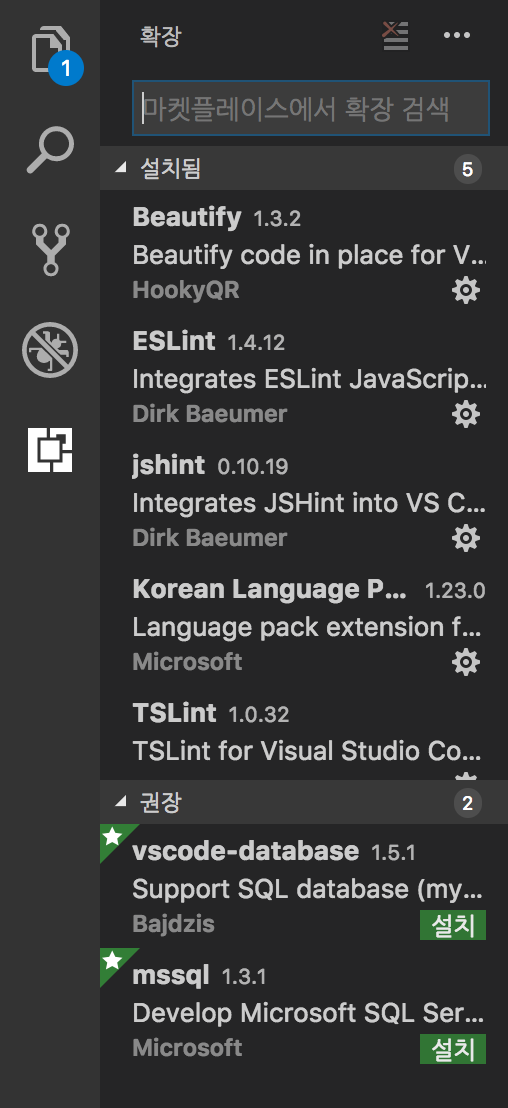 1
확장
마켓플레이스에서 확장 검색
설치됨 5
Beautify 1.3.2
Beautify code in place for V...
HookyQR
ESLint 1.4.12
Integrates ESLint JavaScrip...
Dirk Baeumer
jshint 0.10.19
Integrates JSHint into VS C...
Dirk Baeumer
Korean Language P... 1.23.0
Language pack extension f...
Microsoft
TSLint 1.0.32
TSLint for Visual Studio Co...
권장 2
vscode-database 1.5.1
Support SQL database (my...
Bajdzis 설치
mssql 1.3.1
Develop Microsoft SQL Ser...
Microsoft 설치